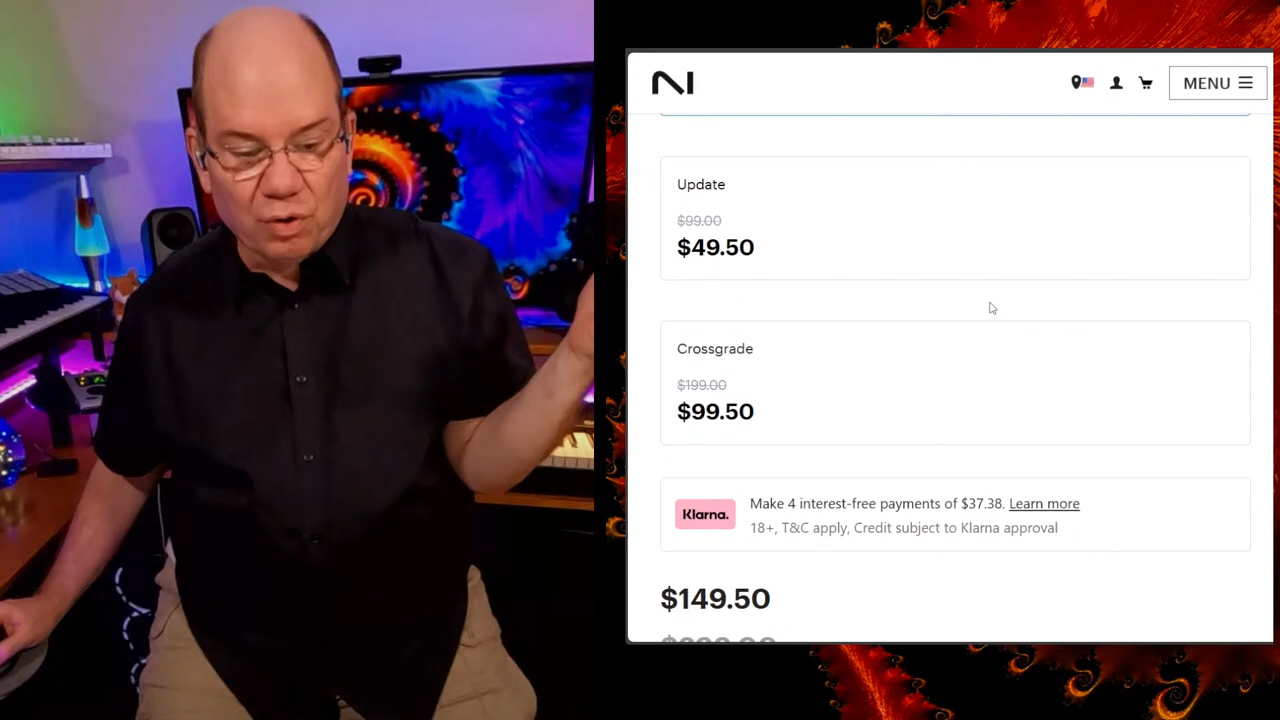 NI
MENU
Update
$99.00
$49.50
Crossgrade
$199.00
$99.50
Klarna.
Make 4 interest-free payments of $37.38. Learn more
18+, T&C apply, Credit subject to Klarna approval
$149.50